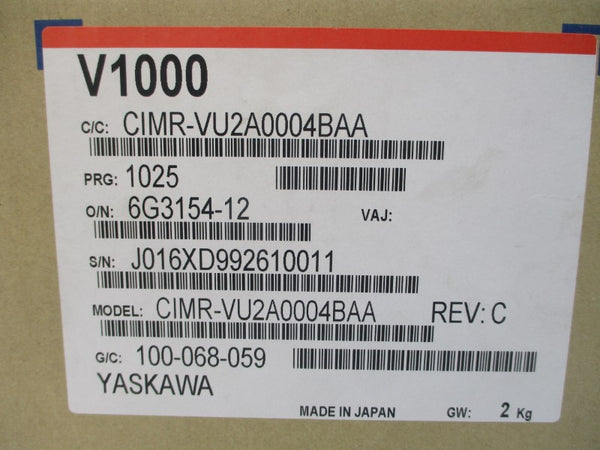 V1000
C/C: CIMR-VU2A0004BAA
PRG: 1025
O/N: 6G3154-12 VAJ:
S/N: J016XD992610011
MODEL: CIMR-VU2A0004BAA REV: C
G/C: 100-068-059
YASKAWA
MADE IN JAPAN GW: 2 Kg